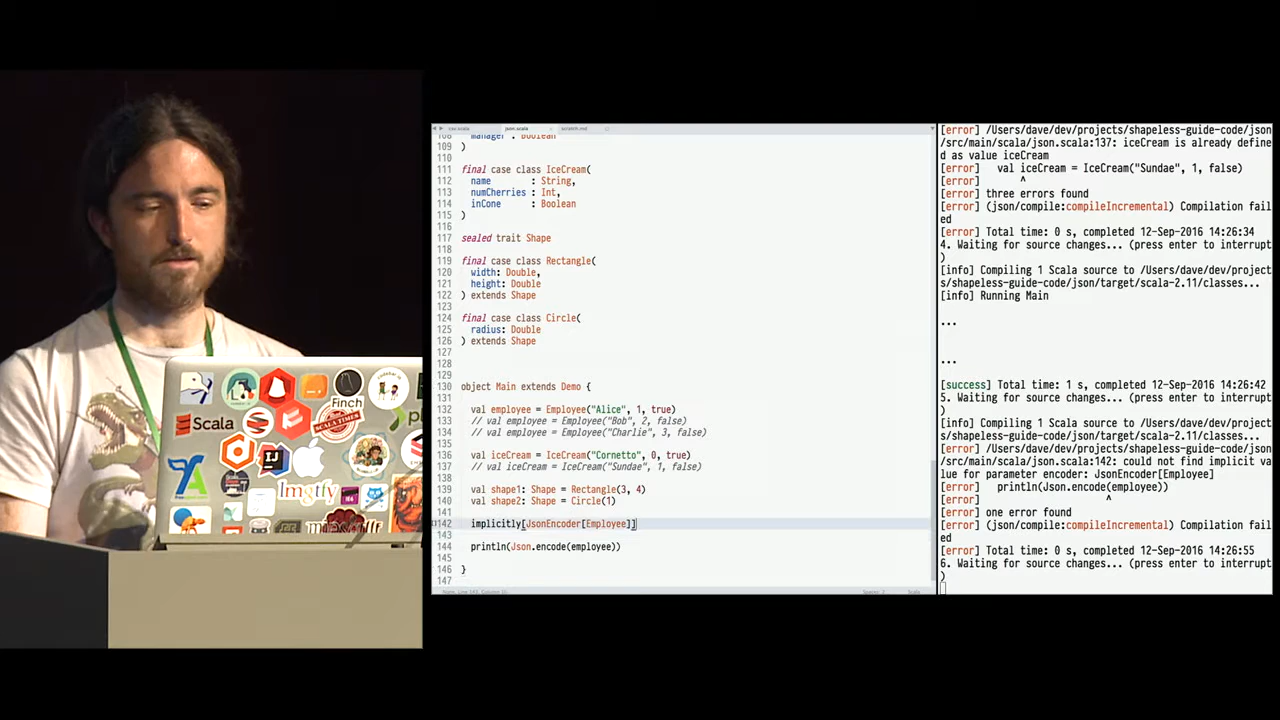 csv.scala json.scala scratch.md
108 manager : Boolean
109 )
110
111 final case class IceCream(
112 name : String,
113 numCherries : Int,
114 inCone : Boolean
115 )
116
117 sealed trait Shape
118
119 final case class Rectangle(
120 width: Double,
121 height: Double
122 ) extends Shape
123
124 final case class Circle(
125 radius: Double
126 ) extends Shape
127
128
129
130 object Main extends Demo {
131
132 val employee = Employee("Alice", 1, true)
133 // val employee = Employee("Bob", 2, false)
134 // val employee = Employee("Charlie", 3, false)
135
136 val iceCream = IceCream("Cornetto", 0, true)
137 // val iceCream = IceCream("Sundae", 1, false)
138
139 val shape1: Shape = Rectangle(3, 4)
140 val shape2: Shape = Circle(1)
141
142 implicitly[JsonEncoder[Employee]]
143
144 println(Json.encode(employee))
145
146 }
147
[error] /Users/dave/dev/projects/shapeless-guide-code/json
/src/main/scala/json.scala:137: iceCream is already define
d as value iceCream
[error] val iceCream = IceCream("Sundae", 1, false)
[error] ^
[error] three errors found
[error] (json/compile:compileIncremental) Compilation fail
ed
[error] Total time: 0 s, completed 12-Sep-2016 14:26:34
4. Waiting for source changes... (press enter to interrupt
)
[info] Compiling 1 Scala source to /Users/dave/dev/project
s/shapeless-guide-code/json/target/scala-2.11/classes...
[info] Running Main
...
...
[success] Total time: 1 s, completed 12-Sep-2016 14:26:42
5. Waiting for source changes... (press enter to interrupt
)
[info] Compiling 1 Scala source to /Users/dave/dev/project
s/shapeless-guide-code/json/target/scala-2.11/classes...
[error] /Users/dave/dev/projects/shapeless-guide-code/json
/src/main/scala/json.scala:142: could not find implicit va
lue for parameter encoder: JsonEncoder[Employee]
[error] println(Json.encode(employee))
[error] ^
[error] one error found
[error] (json/compile:compileIncremental) Compilation fail
ed
[error] Total time: 0 s, completed 12-Sep-2016 14:26:55
6. Waiting for source changes... (press enter to interrupt
)
Finch
Scala
SCALA TIMES
IJ
lmgtfy